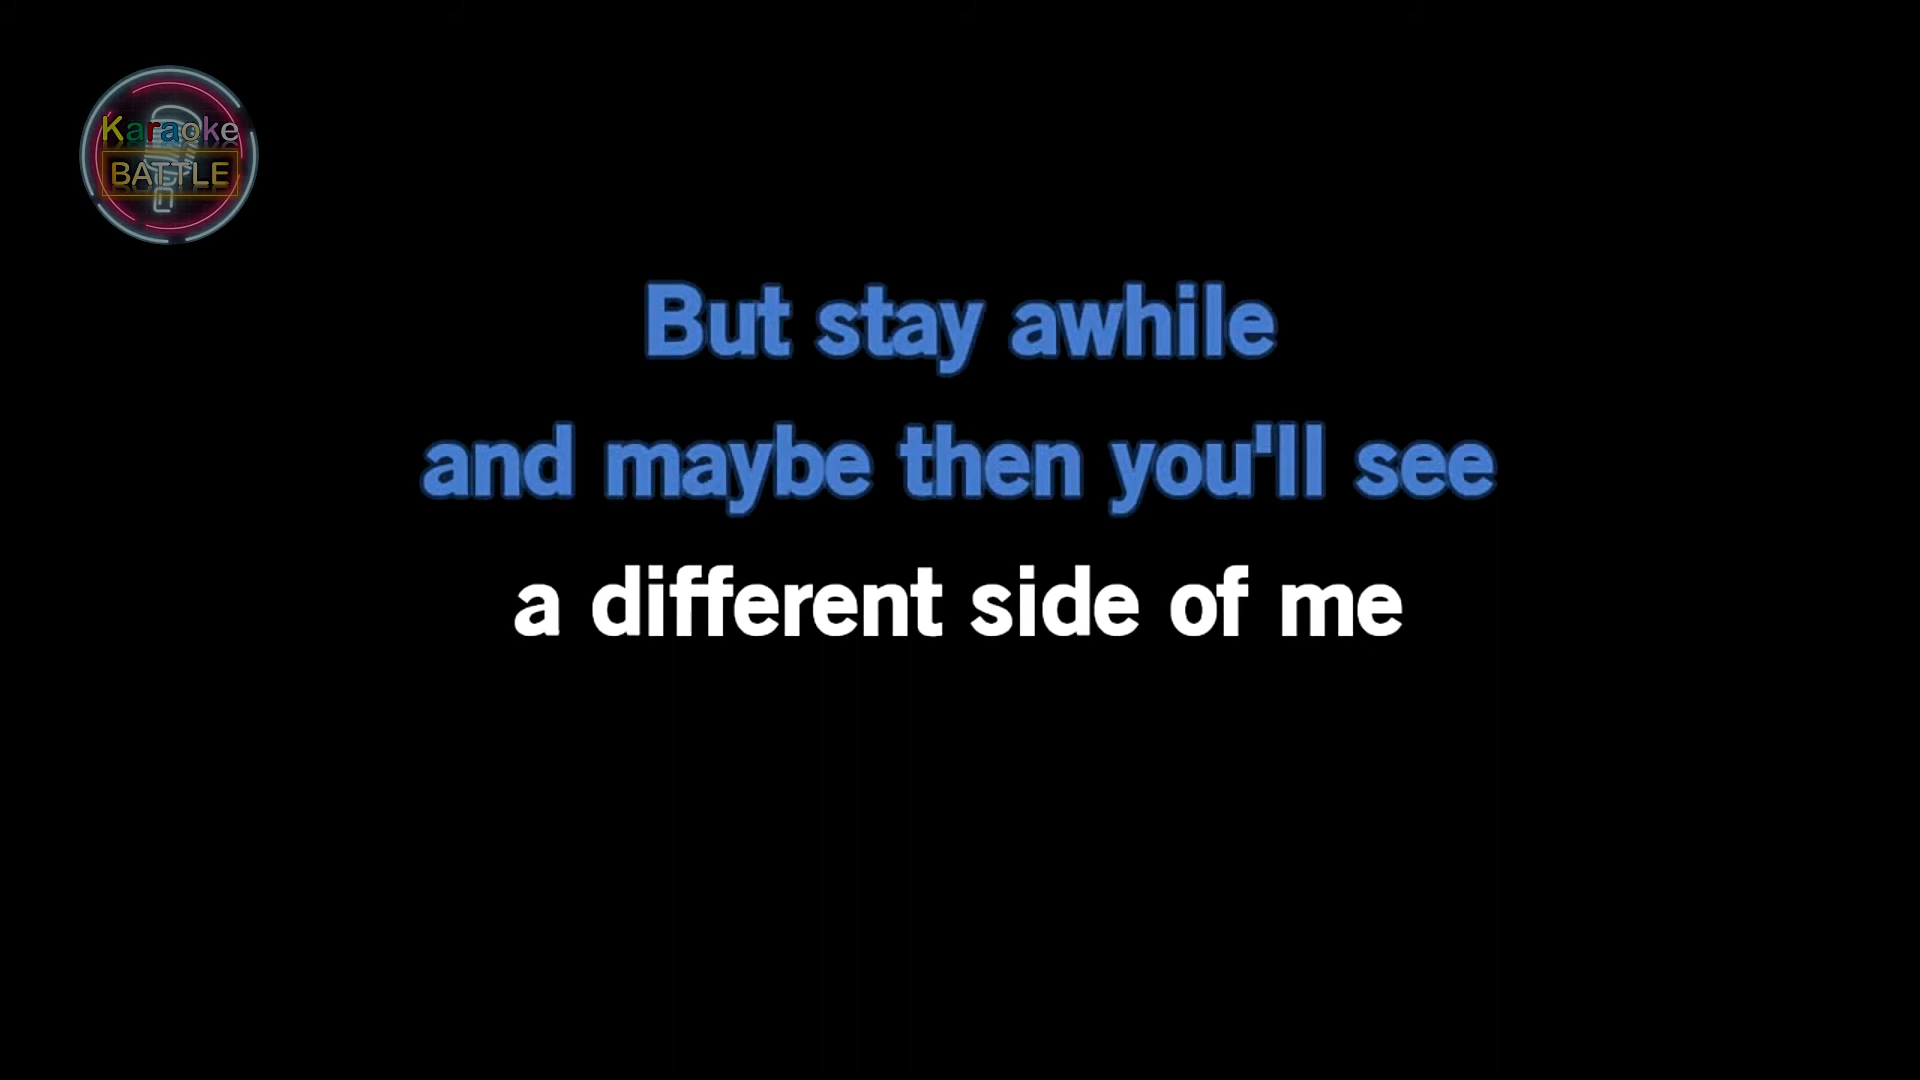 Karaoke
BATTLE
But stay awhile
and maybe then you'll see
a different side of me